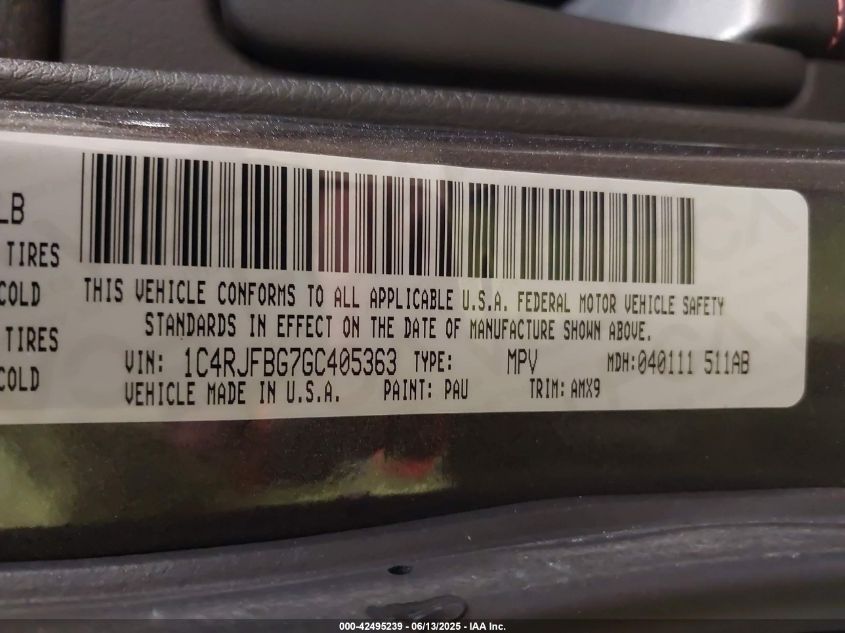 LB
TIRES
COLD
TIRES
COLD
THIS VEHICLE CONFORMS TO ALL APPLICABLE U.S.A. FEDERAL MOTOR VEHICLE SAFETY
STANDARDS IN EFFECT ON THE DATE OF MANUFACTURE SHOWN ABOVE.
VIN: 1C4RJFBG7GC405363 TYPE: MPV MDH: 040111 511AB
VEHICLE MADE IN U.S.A. PAINT: PAU TRIM: AMX9
000-42495239 - 06/13/2025 - IAA Inc.